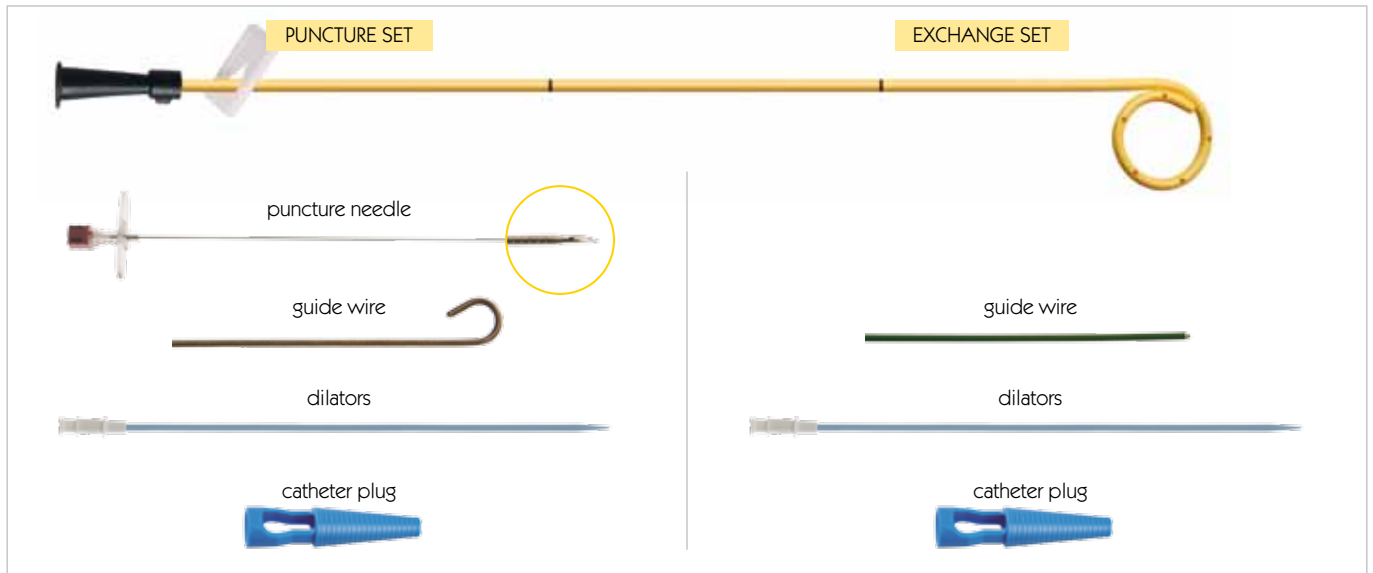 PUNCTURE SET
EXCHANGE SET
puncture needle
guide wire
guide wire
dilators
dilators
catheter plug
catheter plug